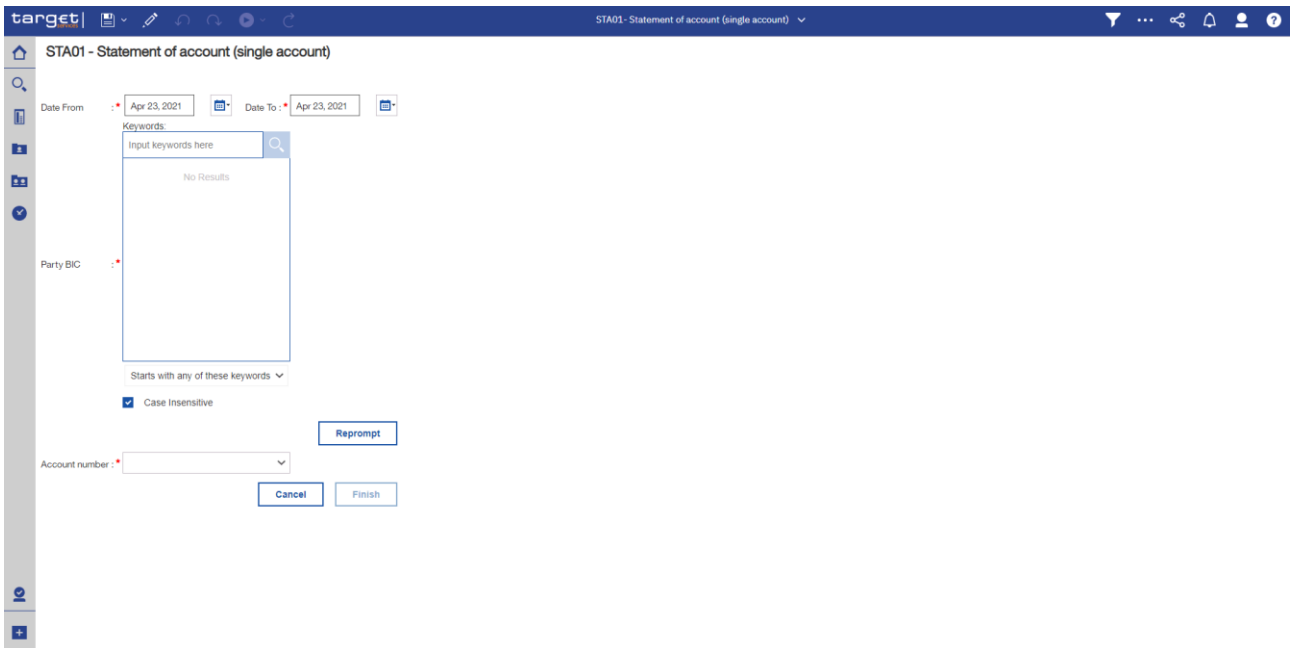 target| services STA01- Statement of account (single account)
STA01 - Statement of account (single account)
Date From :* Apr 23, 2021 Date To : * Apr 23, 2021
Keywords:
Input keywords here
No Results
Party BIC :*
Starts with any of these keywords
Case Insensitive
Reprompt
Account number : *
Cancel Finish